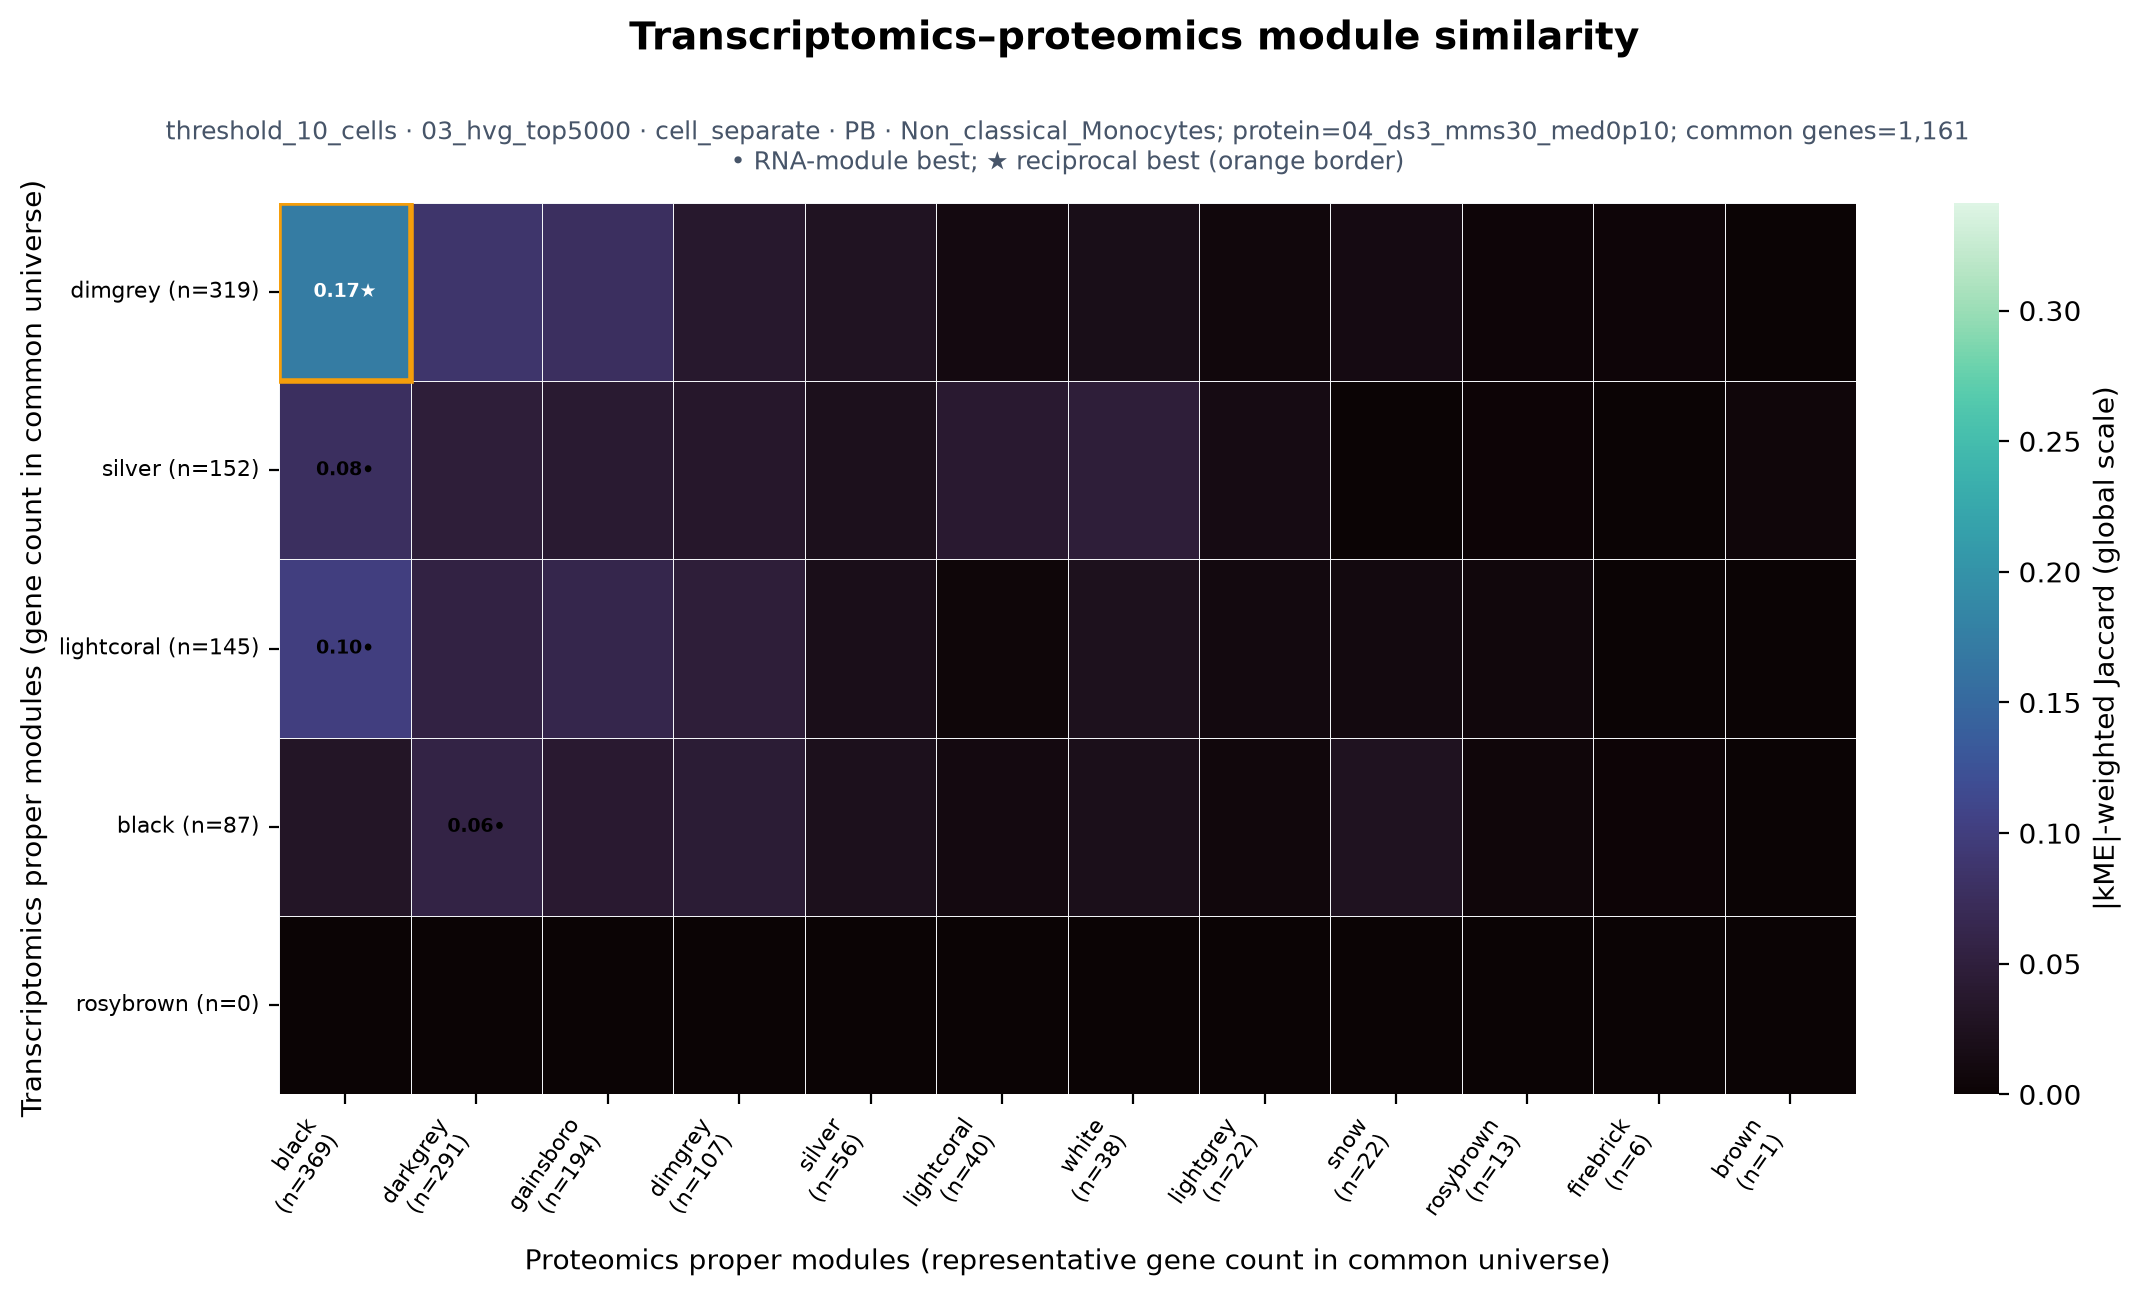 Transcriptomics–proteomics module similarity
threshold_10_cells · 03_hvg_top5000 · cell_separate · PB · Non_classical_Monocytes; protein=04_ds3_mms30_med0p10; common genes=1,161
• RNA-module best; ★ reciprocal best (orange border)
Transcriptomics proper modules (gene count in common universe)
dimgrey (n=319)
0.17★
silver (n=152)
0.08•
lightcoral (n=145)
0.10•
black (n=87)
0.06•
rosybrown (n=0)
black
(n=369)
darkgrey
(n=291)
gainsboro
(n=194)
dimgrey
(n=107)
silver
(n=56)
lightcoral
(n=40)
white
(n=38)
lightgrey
(n=22)
snow
(n=22)
rosybrown
(n=13)
firebrick
(n=6)
brown
(n=1)
Proteomics proper modules (representative gene count in common universe)
0.30
0.25
0.20
0.15
0.10
0.05
0.00
|kME|-weighted Jaccard (global scale)